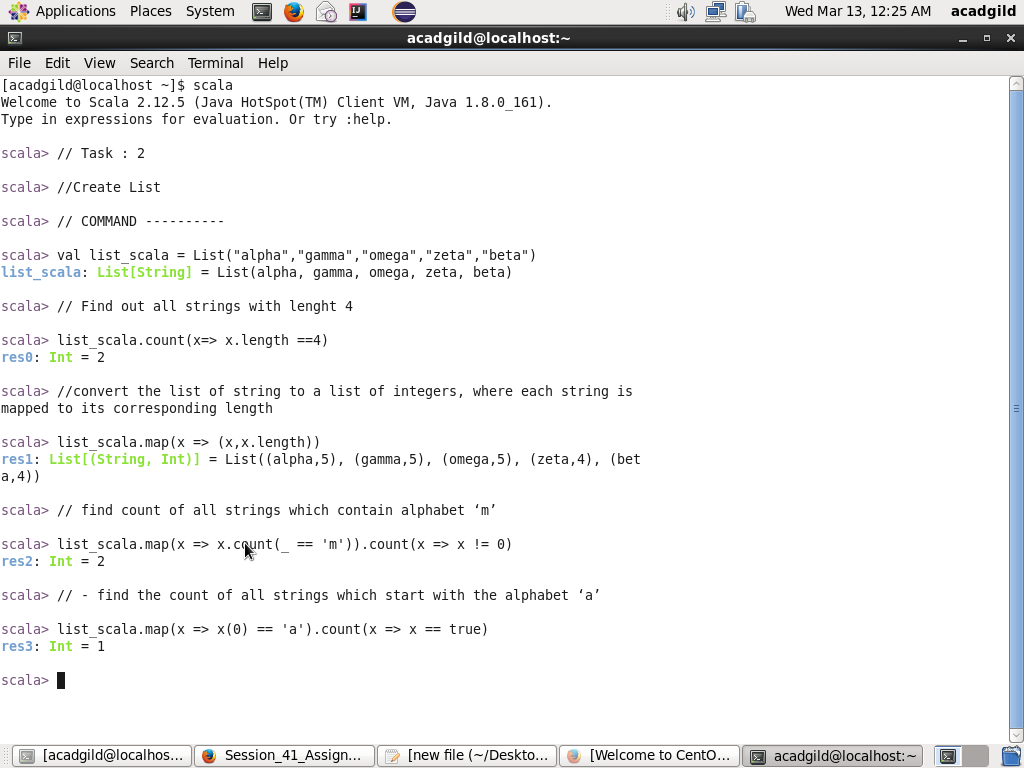 Applications Places System Wed Mar 13, 12:25 AM acadgild
acadgild@localhost:~
File Edit View Search Terminal Help
[acadgild@localhost ~]$ scala
Welcome to Scala 2.12.5 (Java HotSpot(TM) Client VM, Java 1.8.0_161).
Type in expressions for evaluation. Or try :help.
scala> // Task : 2
scala> //Create List
scala> // COMMAND ----------
scala> val list_scala = List("alpha","gamma","omega","zeta","beta")
list_scala: List[String] = List(alpha, gamma, omega, zeta, beta)
scala> // Find out all strings with lenght 4
scala> list_scala.count(x=> x.length ==4)
res0: Int = 2
scala> //convert the list of string to a list of integers, where each string is
mapped to its corresponding length
scala> list_scala.map(x => (x,x.length))
res1: List[(String, Int)] = List((alpha,5), (gamma,5), (omega,5), (zeta,4), (bet
a,4))
scala> // find count of all strings which contain alphabet ‘m’
scala> list_scala.map(x => x.count(_ == 'm')).count(x => x != 0)
res2: Int = 2
scala> // - find the count of all strings which start with the alphabet ‘a’
scala> list_scala.map(x => x(0) == 'a').count(x => x == true)
res3: Int = 1
scala>
[acadgild@localhos... Session_41_Assign... [new file (~/Deskto... [Welcome to CentO... acadgild@localhost:~